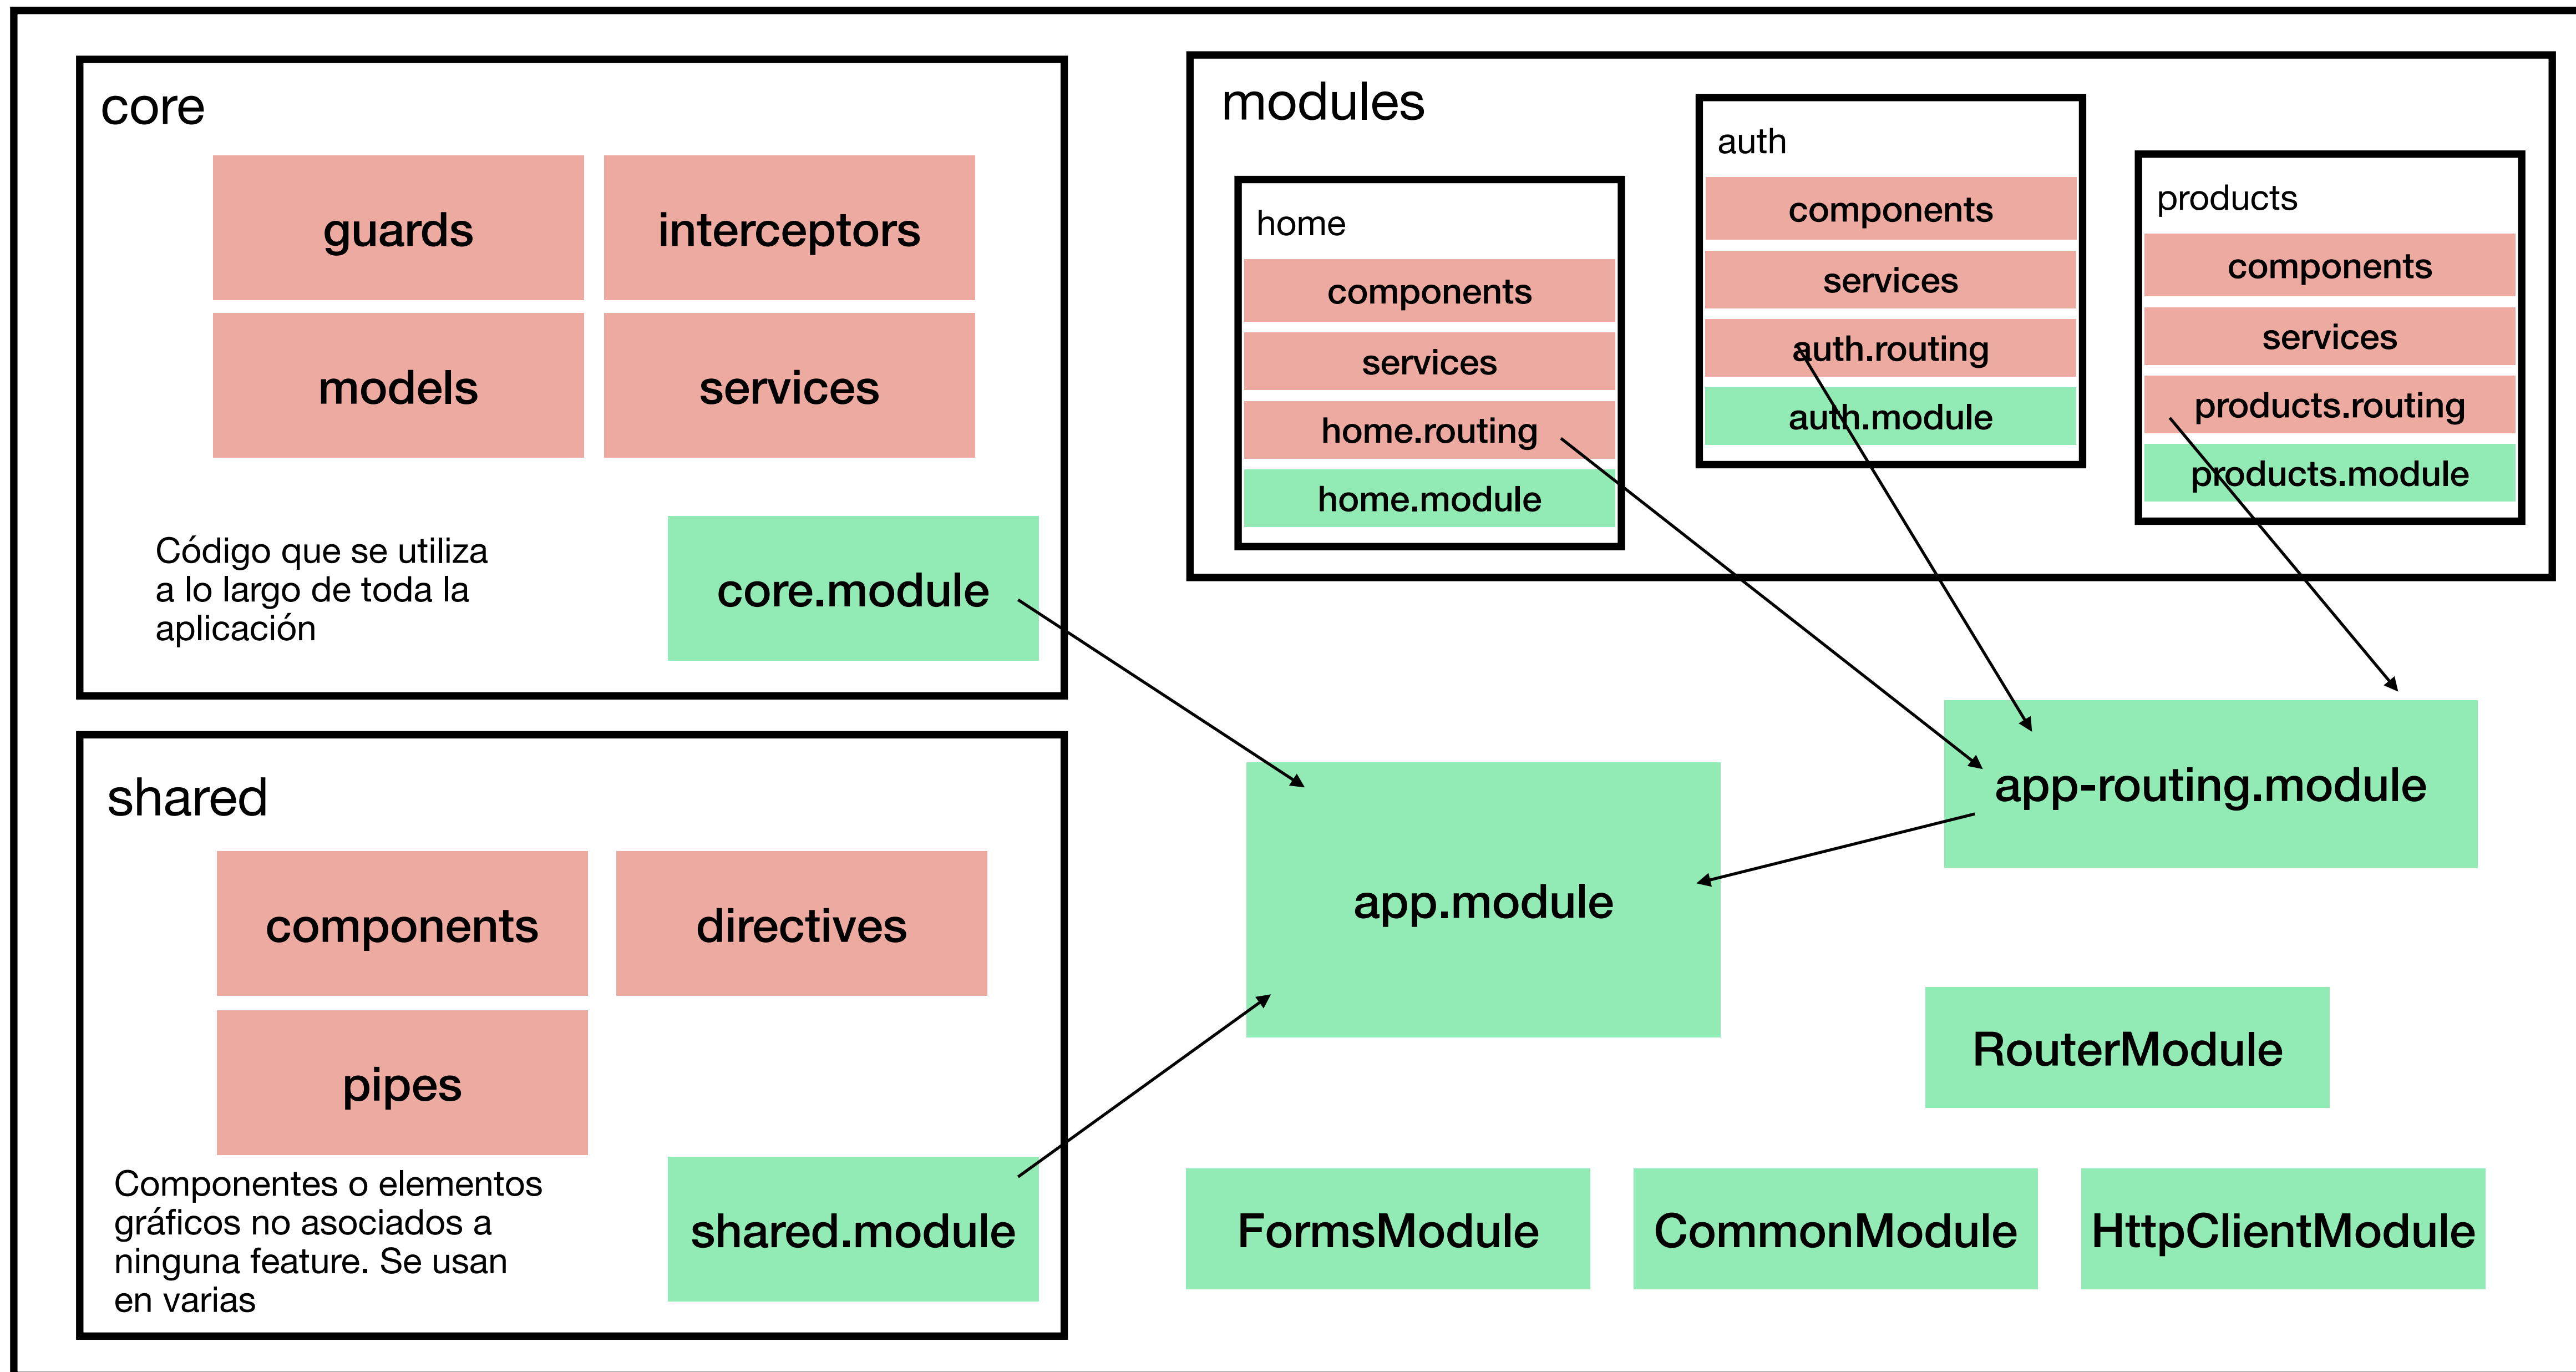 core
guards
interceptors
models
services
Código que se utiliza
a lo largo de toda la
aplicación
core.module
modules
home
components
services
home.routing
home.module
auth
components
services
auth.routing
auth.module
products
components
services
products.routing
products.module
shared
components
directives
pipes
Componentes o elementos
gráficos no asociados a
ninguna feature. Se usan
en varias
shared.module
app.module
app-routing.module
RouterModule
FormsModule
CommonModule
HttpClientModule